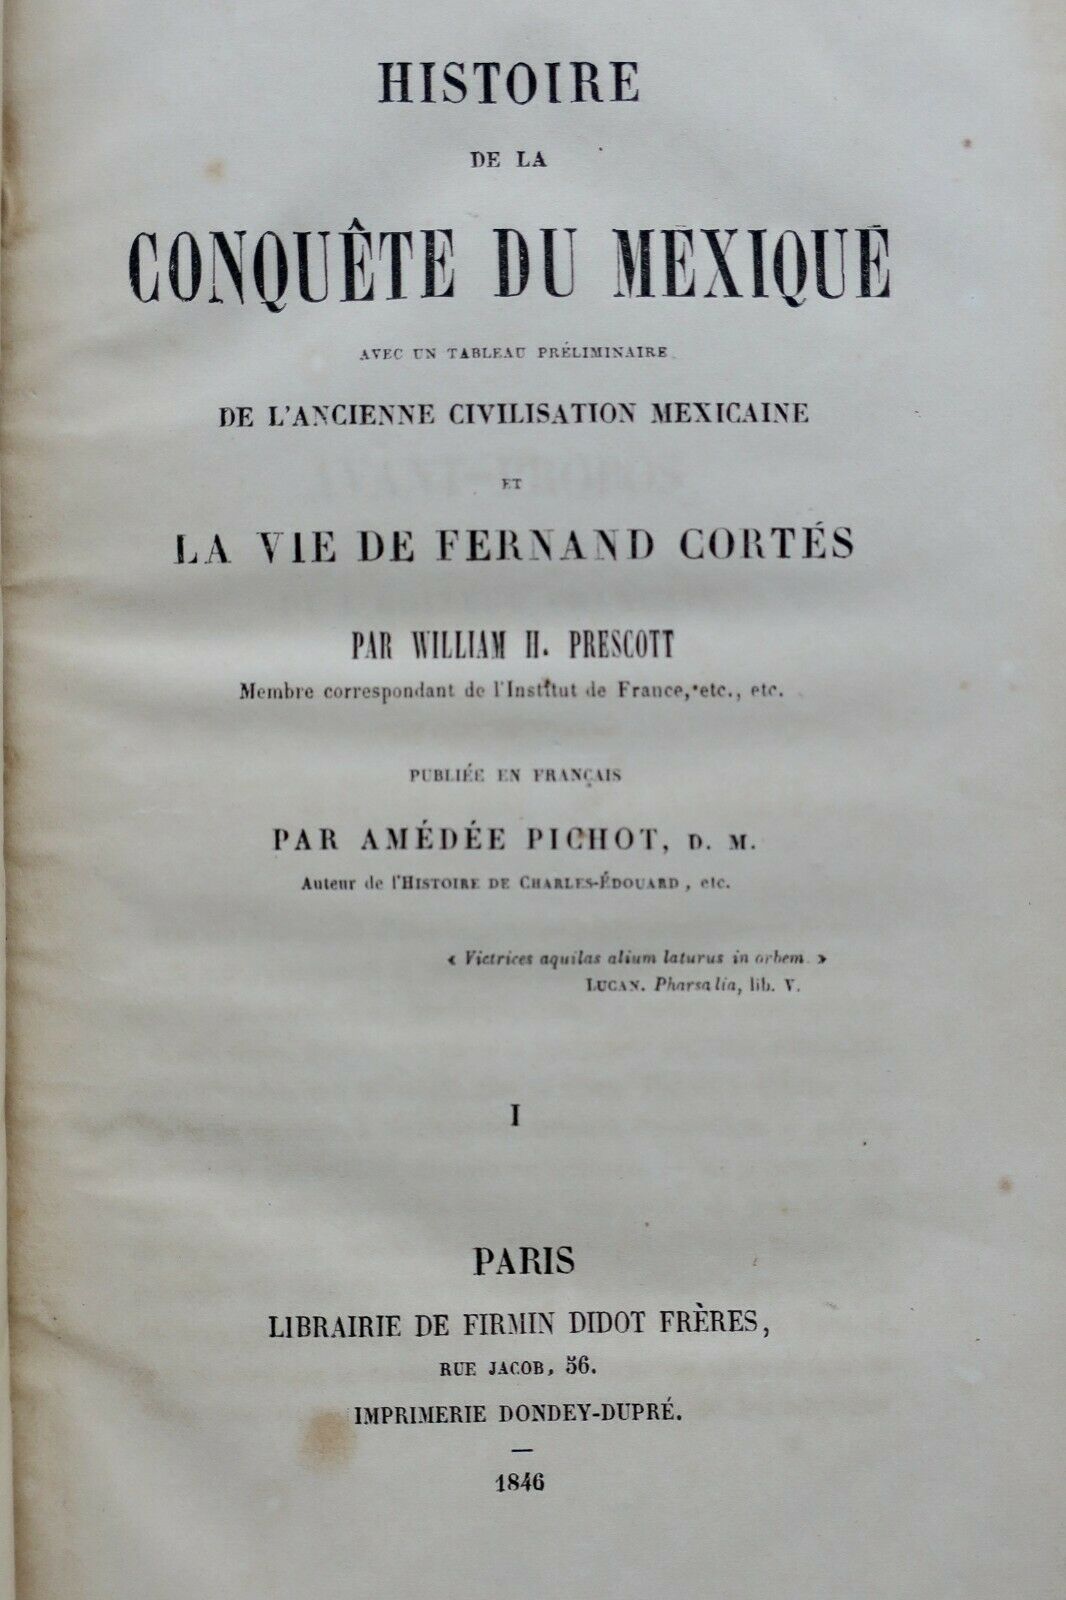 HISTOIRE
DE LA
CONQUÊTE DU MEXIQUE
AVEC UN TABLEAU PRÉLIMINAIRE
DE L'ANCIENNE CIVILISATION MEXICAINE
ET
LA VIE DE FERNAND CORTÉS
PAR WILLIAM H. PRESCOTT
Membre correspondant de l'Institut de France, etc., etc.
PUBLIÉE EN FRANÇAIS
PAR AMÉDÉE PICHOT, D. M.
Auteur de l'HISTOIRE DE CHARLES-ÉDOUARD, etc.
« Victrices aquilas alium laturus in orbem. »
LUCAN. Pharsalia, lib. V.
I
PARIS
LIBRAIRIE DE FIRMIN DIDOT FRÈRES,
RUE JACOB, 56.
IMPRIMERIE DONDEY-DUPRÉ.
—
1846